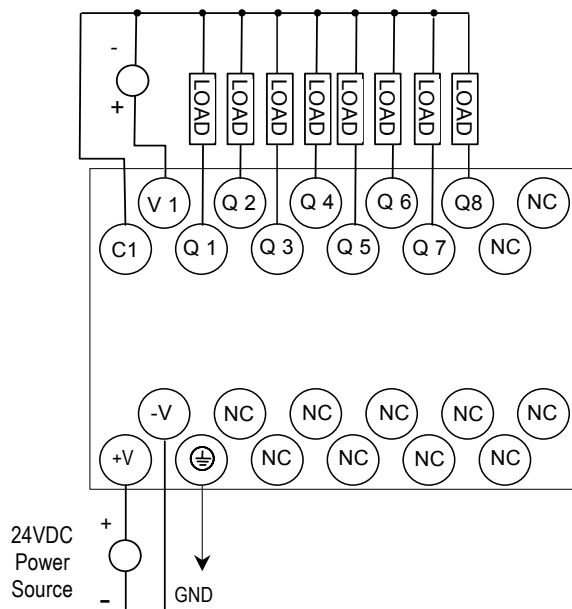 -
+
LOAD LOAD LOAD LOAD LOAD LOAD LOAD LOAD
V 1 Q 2 Q 4 Q 6 Q8 NC
C1 Q 1 Q 3 Q 5 Q 7 NC
-V NC NC NC NC NC
+V NC NC NC NC
+
24VDC
Power
Source
-
GND